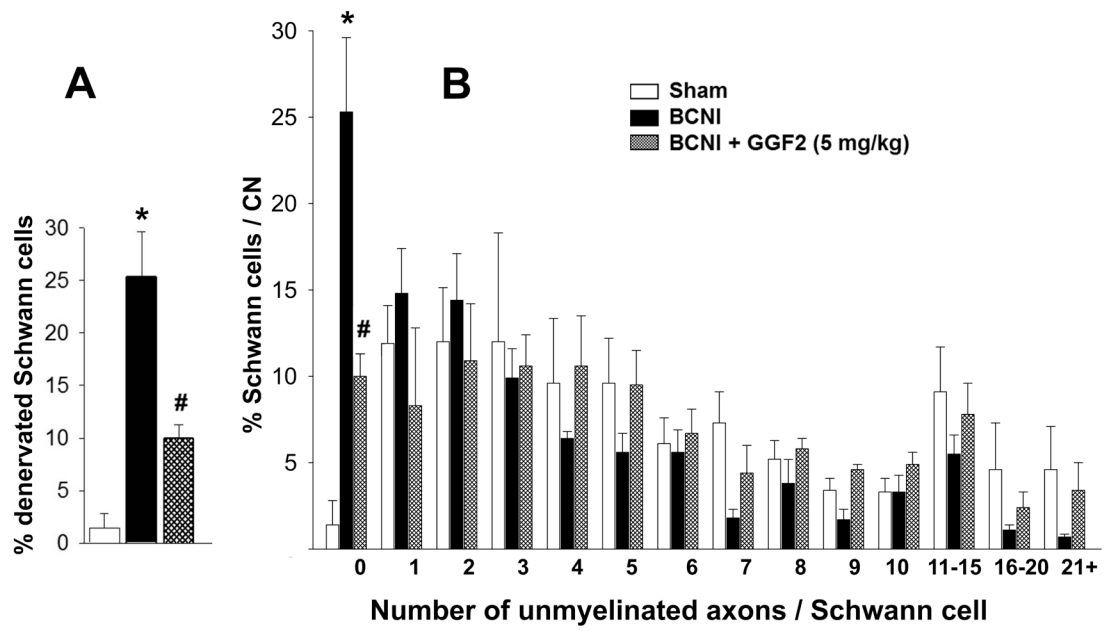 A
% denervated Schwann cells
30
25
20
15
10
5
0
*
#
B
% Schwann cells / CN
30
25
20
15
10
5
*
#
Sham
BCNI
BCNI + GGF2 (5 mg/kg)
0 1 2 3 4 5 6 7 8 9 10 11-15 16-20 21+
Number of unmyelinated axons / Schwann cell